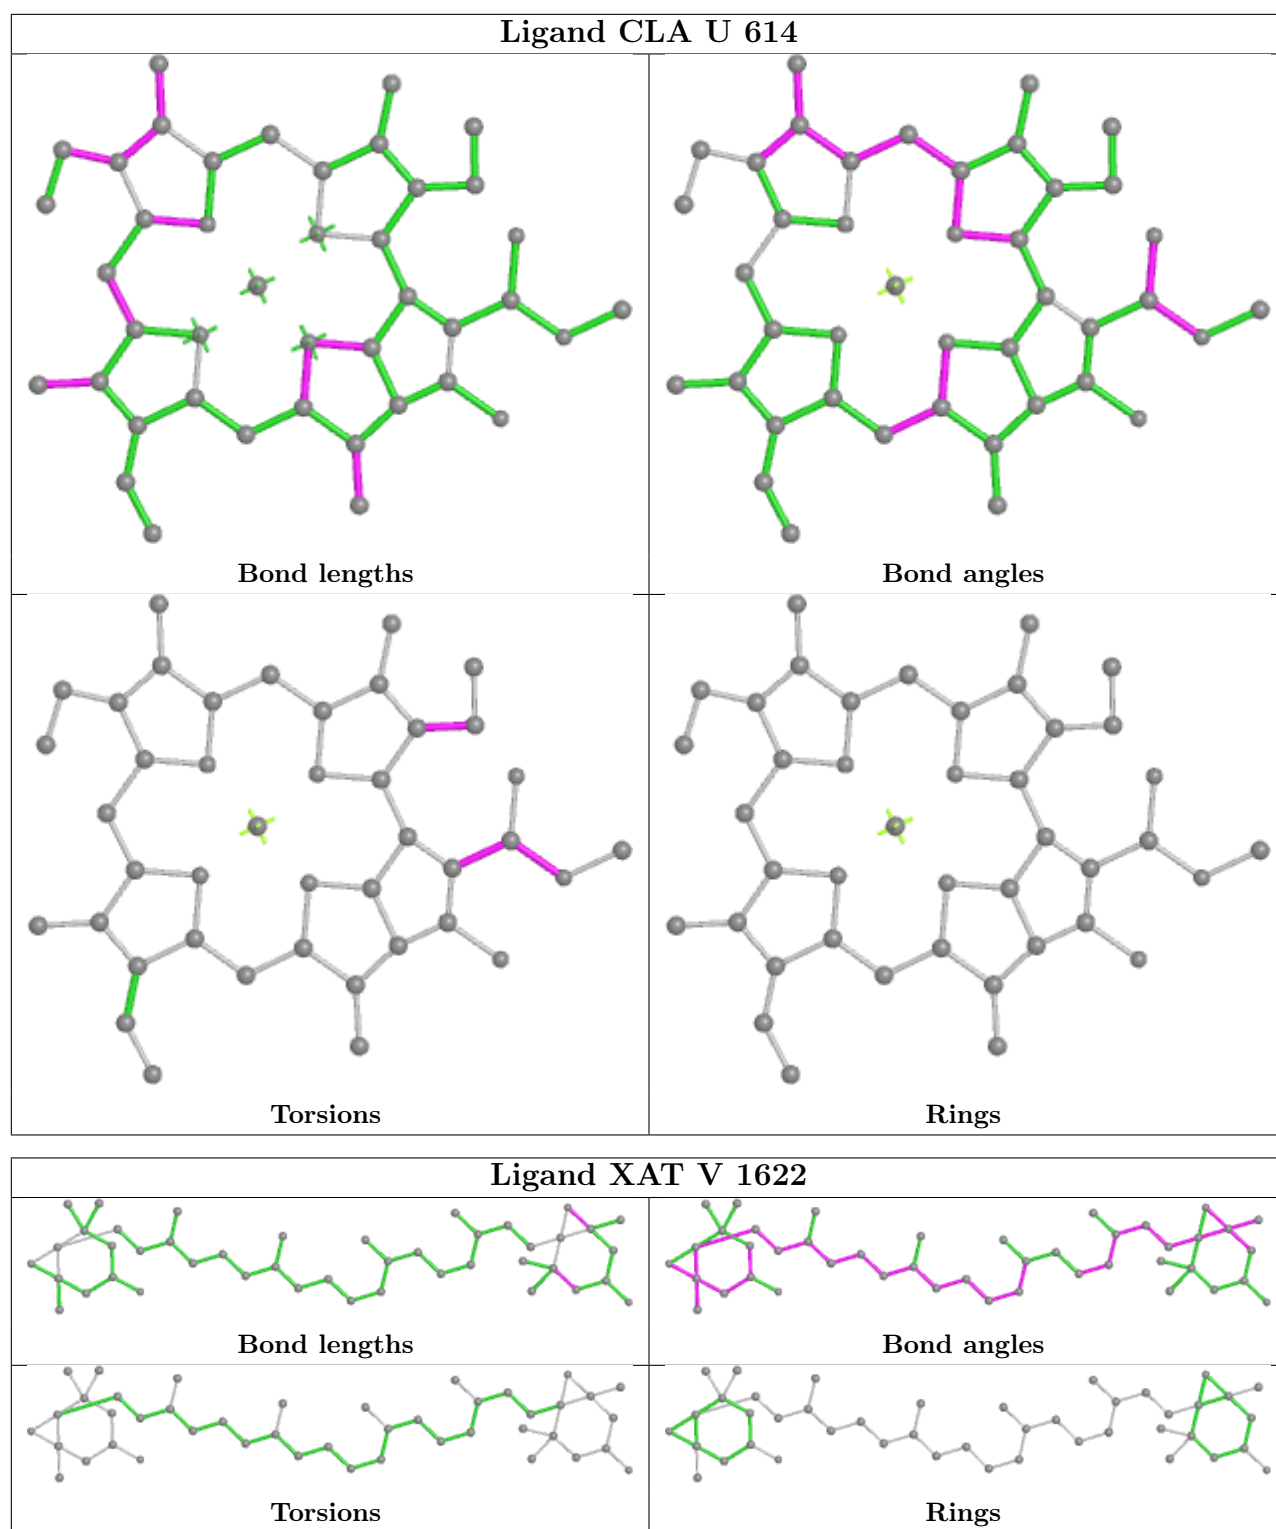 Ligand CLA U 614
Bond lengths
Bond angles
Torsions
Rings
Ligand XAT V 1622
Bond lengths
Bond angles
Torsions
Rings